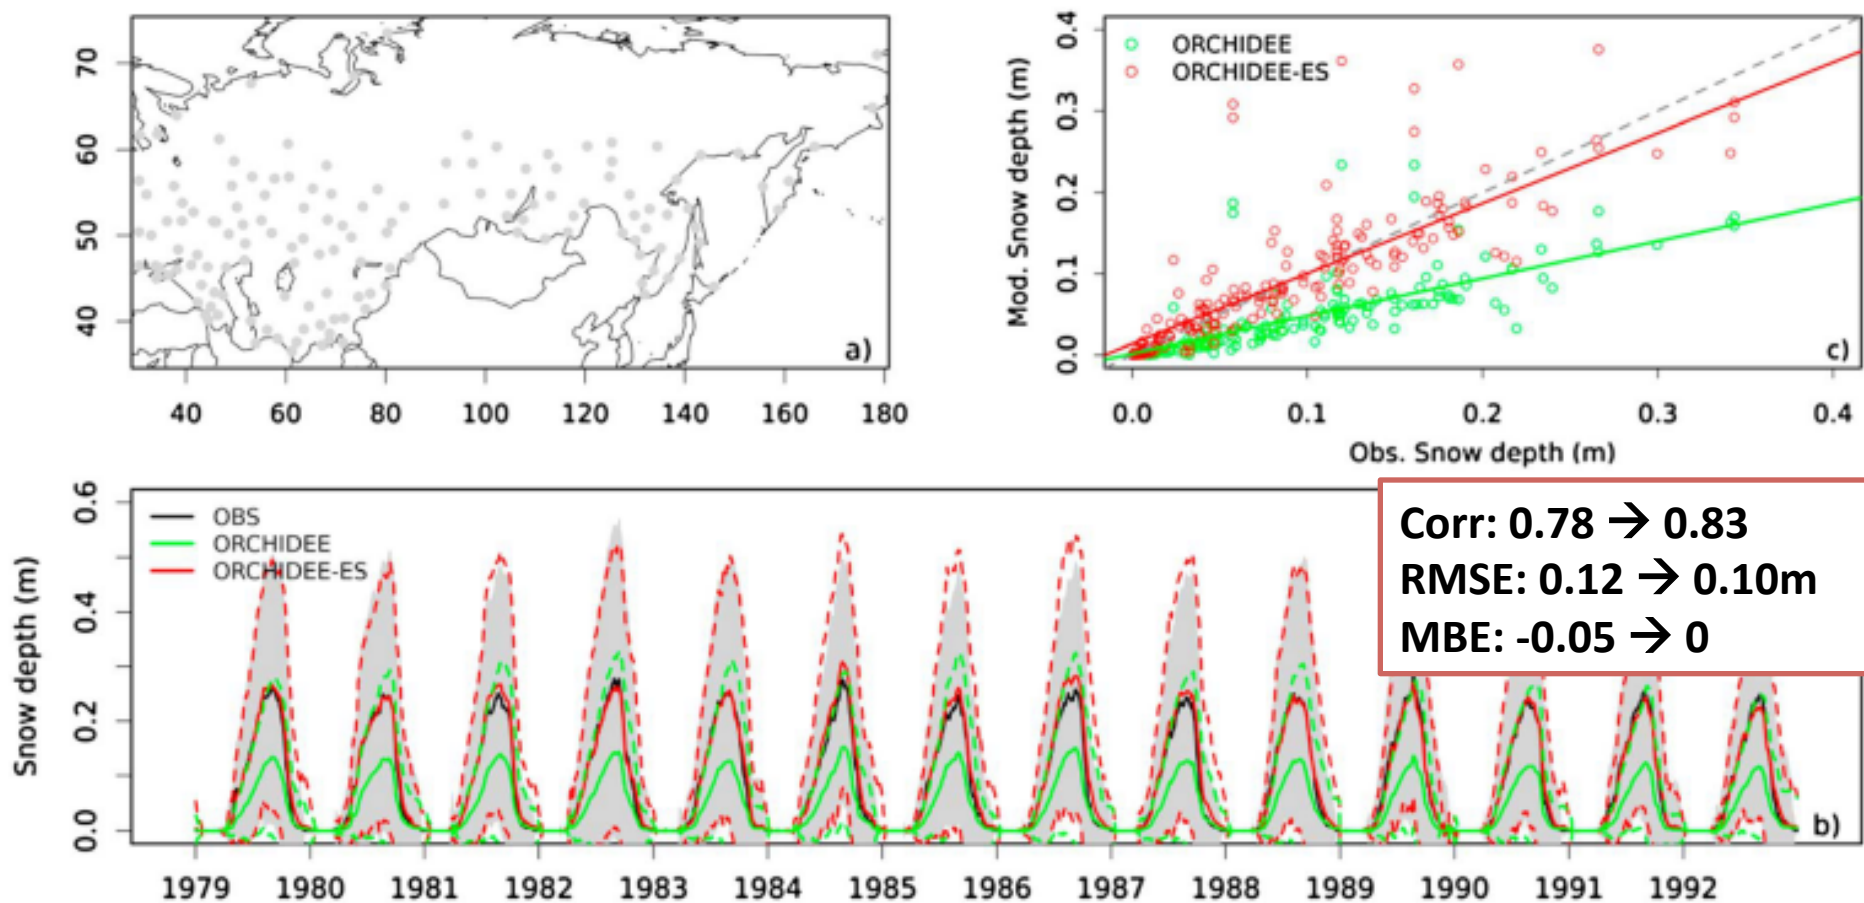 70
60
50
40
a)
40 60 80 100 120 140 160 180
Mod. Snow depth (m)
0.4
0.3
0.2
0.1
0.0
ORCHIDEE
ORCHIDEE-ES
c)
0.0 0.1 0.2 0.3 0.4
Obs. Snow depth (m)
Snow depth (m)
0.6
0.4
0.2
0.0
OBS
ORCHIDEE
ORCHIDEE-ES
Corr: 0.78 → 0.83
RMSE: 0.12 → 0.10m
MBE: -0.05 → 0
b)
1979 1980 1981 1982 1983 1984 1985 1986 1987 1988 1989 1990 1991 1992